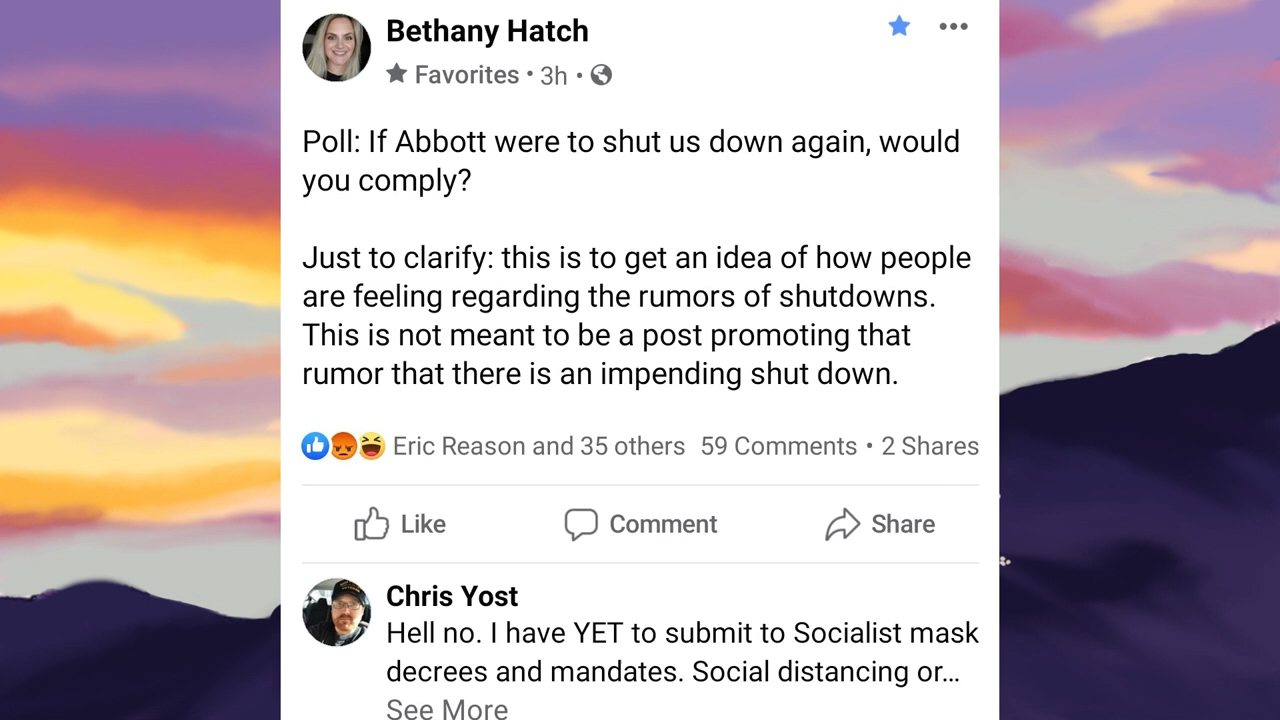 Bethany Hatch
Favorites • 3h •
Poll: If Abbott were to shut us down again, would
you comply?
Just to clarify: this is to get an idea of how people
are feeling regarding the rumors of shutdowns.
This is not meant to be a post promoting that
rumor that there is an impending shut down.
Eric Reason and 35 others 59 Comments • 2 Shares
Like Comment Share
Chris Yost
Hell no. I have YET to submit to Socialist mask
decrees and mandates. Social distancing or...
See More